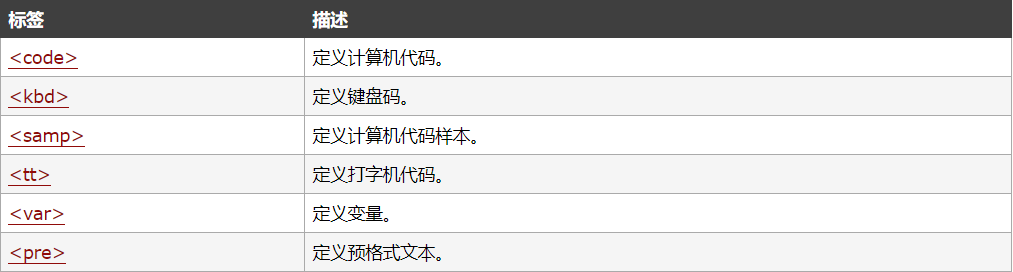 标签 描述
<code> 定义计算机代码。
<kbd> 定义键盘码。
<samp> 定义计算机代码样本。
<tt> 定义打字机代码。
<var> 定义变量。
<pre> 定义预格式文本。